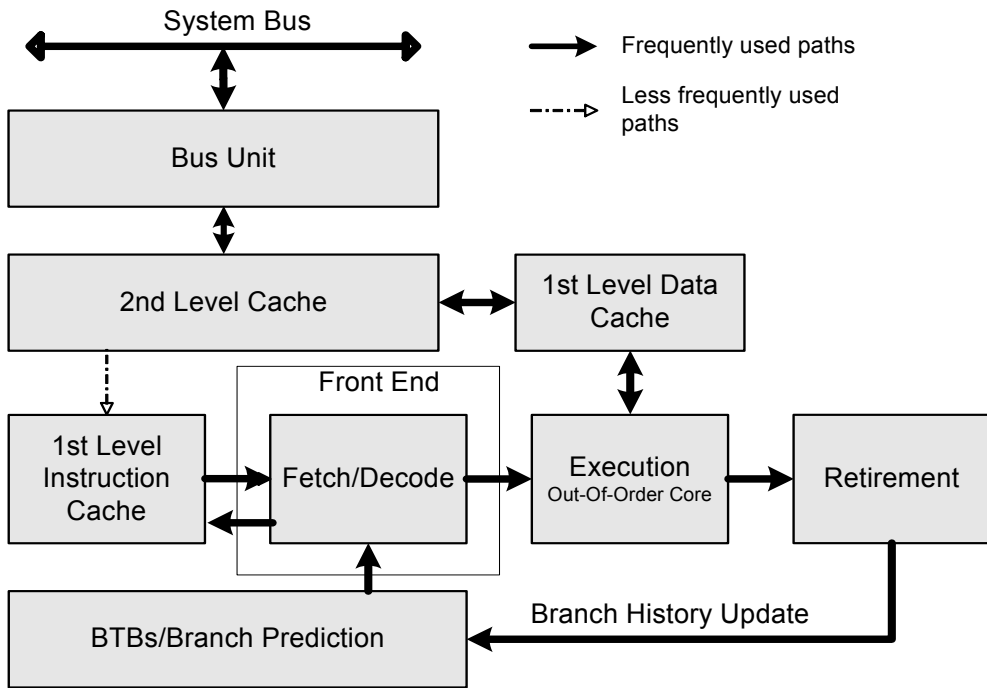 System Bus
Frequently used paths
Less frequently used
paths
Bus Unit
2nd Level Cache
1st Level Data
Cache
Front End
1st Level
Instruction
Cache
Fetch/Decode
Execution
Out-Of-Order Core
Retirement
BTBs/Branch Prediction
Branch History Update